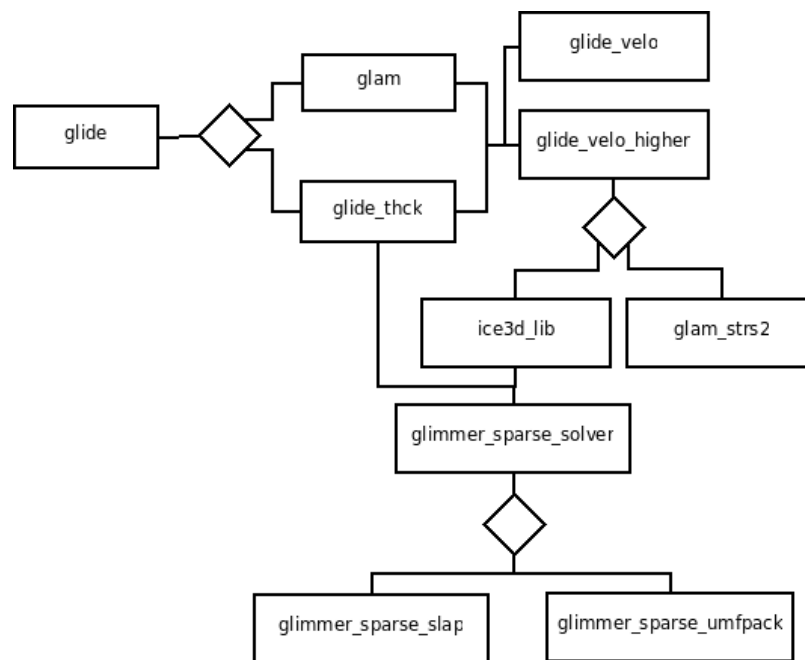 glide_velo
glam
glide
glide_velo_higher
glide_thck
ice3d_lib
glam_strs2
glimmer_sparse_solver
glimmer_sparse_slap
glimmer_sparse_umfpack